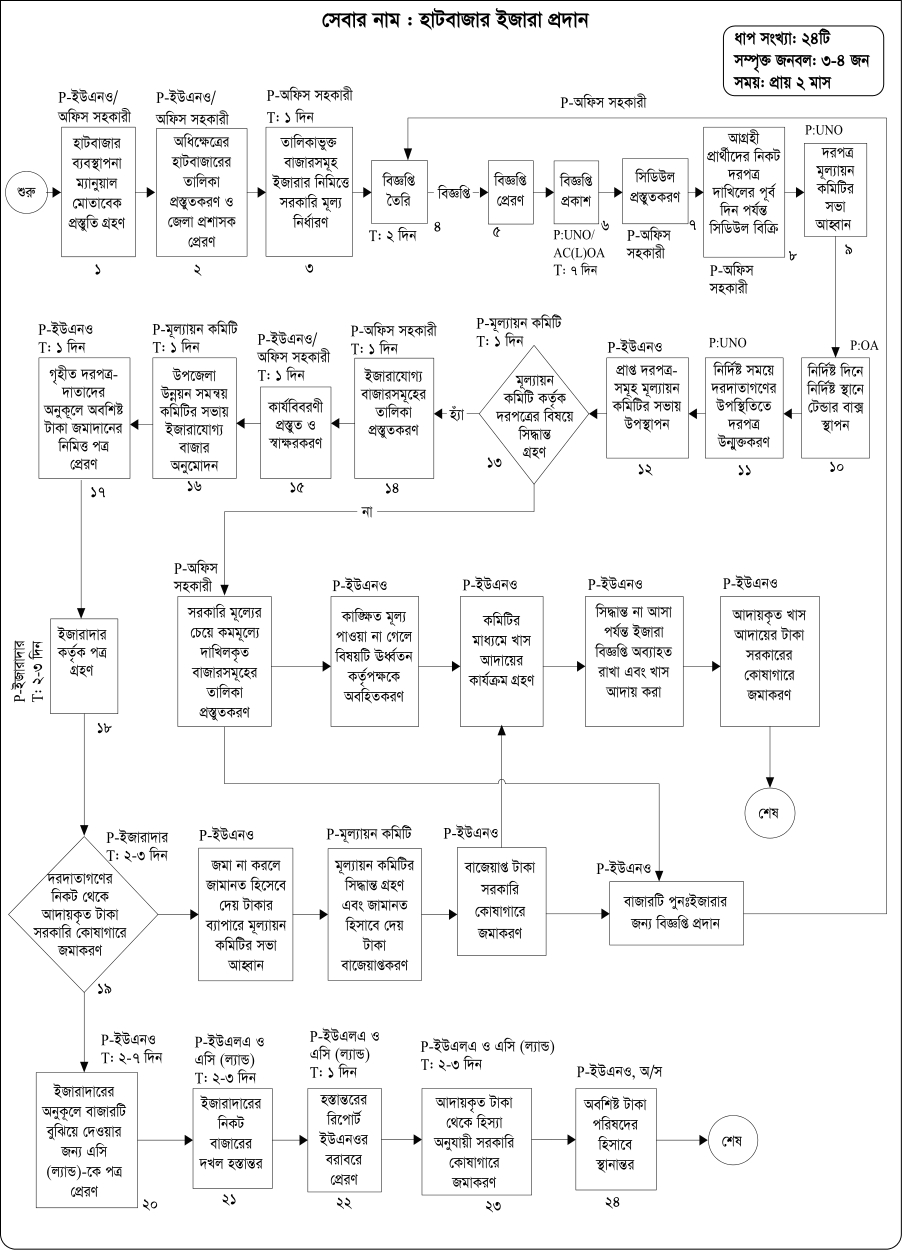 সেবার নাম : হাটবাজার ইজারা প্রদান
ধাপ সংখ্যা: ২৪টি
সম্পৃক্ত জনবল: ৩-৪ জন
সময়: প্রায় ২ মাস
শুরু
P-ইউএনও/
অফিস সহকারী
হাটবাজার
ব্যবস্থাপনা
ম্যানুয়াল
মোতাবেক
প্রস্তুতি গ্রহণ
১
P-ইউএনও/
অফিস সহকারী
অধিক্ষেত্রের
হাটবাজারের
তালিকা
প্রস্তুতকরণ ও
জেলা প্রশাসক
প্রেরণ
২
P-অফিস সহকারী
T: ১ দিন
তালিকাভুক্ত
বাজারসমূহ
ইজারার নিমিত্তে
সরকারি মূল্য
নির্ধারণ
৩
P-অফিস সহকারী
বিজ্ঞপ্তি
তৈরি
T: ২ দিন
বিজ্ঞপ্তি
৪
বিজ্ঞপ্তি
প্রেরণ
৫
বিজ্ঞপ্তি
প্রকাশ
৬
P:UNO/
AC(L)OA
T: ৭ দিন
সিডিউল
প্রস্তুতকরণ
৭
P-অফিস
সহকারী
আগ্রহী
প্রার্থীদের নিকট
দরপত্র
দাখিলের পূর্ব
দিন পর্যন্ত
সিডিউল বিক্রি
৮
P-অফিস
সহকারী
P:UNO
দরপত্র
মূল্যায়ন
কমিটির
সভা
আহ্বান
৯
P:OA
নির্দিষ্ট দিনে
নির্দিষ্ট স্থানে
টেন্ডার বাক্স
স্থাপন
১০
P:UNO
নির্দিষ্ট সময়ে
দরদাতাগণের
উপস্থিতিতে
দরপত্র
উন্মুক্তকরণ
১১
P-ইউএনও
প্রাপ্ত দরপত্র-
সমূহ মূল্যায়ন
কমিটির সভায়
উপস্থাপন
১২
P-মূল্যায়ন কমিটি
T: ১ দিন
মূল্যায়ন
কমিটি কর্তৃক
দরপত্রের বিষয়ে
সিদ্ধান্ত
গ্রহণ
১৩
হ্যাঁ
P-অফিস সহকারী
T: ১ দিন
ইজারাযোগ্য
বাজারসমূহের
তালিকা
প্রস্তুতকরণ
১৪
P-ইউএনও/
অফিস সহকারী
T: ১ দিন
কার্যবিবরণী
প্রস্তুত ও
স্বাক্ষরকরণ
১৫
P-মূল্যায়ন কমিটি
T: ১ দিন
উপজেলা
উন্নয়ন সমন্বয়
কমিটির সভায়
ইজারাযোগ্য
বাজার
অনুমোদন
১৬
P-ইউএনও
T: ১ দিন
গৃহীত দরপত্র-
দাতাদের
অনুকূলে অবশিষ্ট
টাকা জমাদানের
নিমিত্ত পত্র
প্রেরণ
১৭
না
P-অফিস
সহকারী
সরকারি মূল্যের
চেয়ে কমমূল্যে
দাখিলকৃত
বাজারসমূহের
তালিকা
প্রস্তুতকরণ
P-ইউএনও
কাঙ্ক্ষিত মূল্য
পাওয়া না গেলে
বিষয়টি ঊর্ধ্বতন
কর্তৃপক্ষকে
অবহিতকরণ
P-ইউএনও
কমিটির
মাধ্যমে খাস
আদায়ের
কার্যক্রম গ্রহণ
P-ইউএনও
সিদ্ধান্ত না আসা
পর্যন্ত ইজারা
বিজ্ঞপ্তি অব্যাহত
রাখা এবং খাস
আদায় করা
P-ইউএনও
আদায়কৃত খাস
আদায়ের টাকা
সরকারের
কোষাগারে
জমাকরণ
শেষ
P-ইজারাদার
T: ২-৩ দিন
ইজারাদার
কর্তৃক পত্র
গ্রহণ
১৮
P-ইজারাদার
T: ২-৩ দিন
দরদাতাগণের
নিকট থেকে
আদায়কৃত টাকা
সরকারি কোষাগারে
জমাকরণ
১৯
P-ইউএনও
জমা না করলে
জামানত হিসেবে
দেয় টাকার
ব্যাপারে মূল্যায়ন
কমিটির সভা
আহ্বান
P-মূল্যায়ন কমিটি
মূল্যায়ন কমিটির
সিদ্ধান্ত গ্রহণ
এবং জামানত
হিসাবে দেয়
টাকা
বাজেয়াপ্তকরণ
P-ইউএনও
বাজেয়াপ্ত টাকা
সরকারি
কোষাগারে
জমাকরণ
P-ইউএনও
বাজারটি পুনঃইজারার
জন্য বিজ্ঞপ্তি প্রদান
P-ইউএনও
T: ২-৭ দিন
ইজারাদারের
অনুকূলে বাজারটি
বুঝিয়ে দেওয়ার
জন্য এসি
(ল্যান্ড)-কে পত্র
প্রেরণ
২০
P-ইউএলএ ও
এসি (ল্যান্ড)
T: ২-৩ দিন
ইজারাদারের
নিকট
বাজারের
দখল হস্তান্তর
২১
P-ইউএলএ ও
এসি (ল্যান্ড)
T: ১ দিন
হস্তান্তরের
রিপোর্ট
ইউএনওর
বরাবরে
প্রেরণ
২২
P-ইউএলএ ও এসি (ল্যান্ড)
T: ২-৩ দিন
আদায়কৃত টাকা
থেকে হিস্যা
অনুযায়ী সরকারি
কোষাগারে
জমাকরণ
২৩
P-ইউএনও, অ/স
অবশিষ্ট টাকা
পরিষদের
হিসাবে
স্থানান্তর
২৪
শেষ